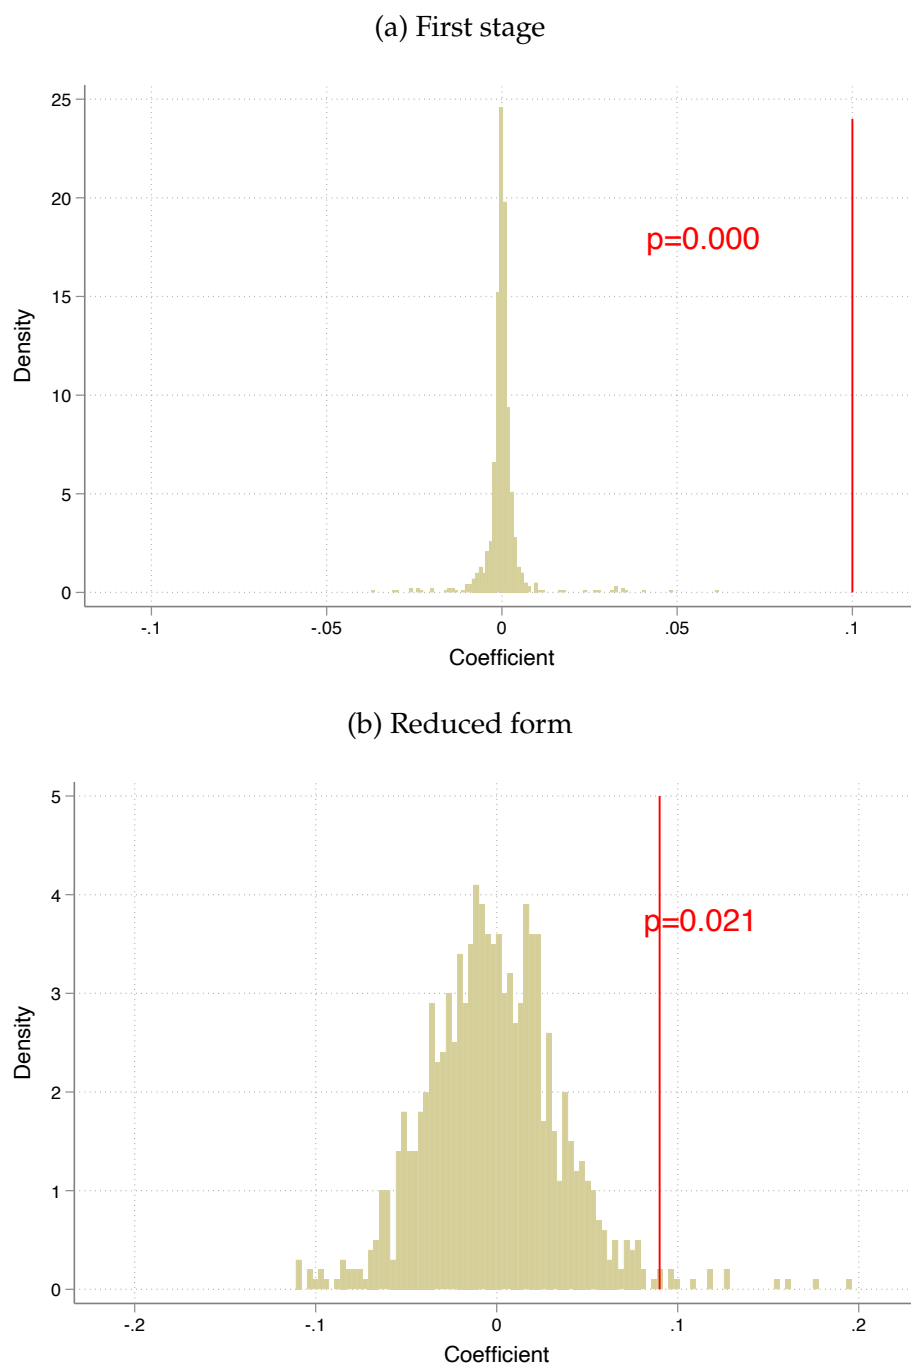 (a) First stage
25
20
15
10
5
0
Density
p=0.000
-.1 -.05 0 .05 .1
Coefficient
(b) Reduced form
5
4
3
2
1
0
Density
p=0.021
-.2 -.1 0 .1 .2
Coefficient